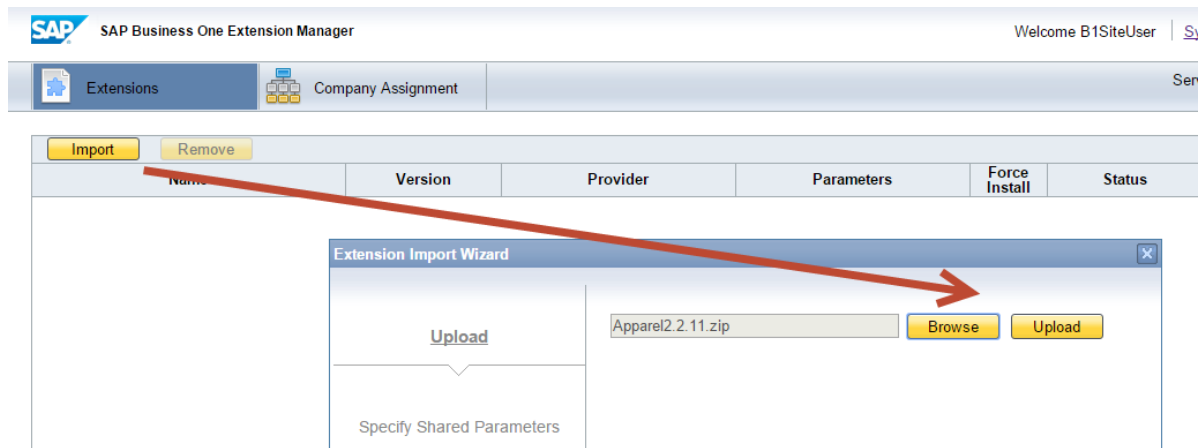 SAP SAP Business One Extension Manager Welcome B1SiteUser
Extensions Company Assignment
Import Remove
Version Provider Parameters Force Install Status
Extension Import Wizard
Apparel2.2.11.zip Browse Upload
Upload
Specify Shared Parameters